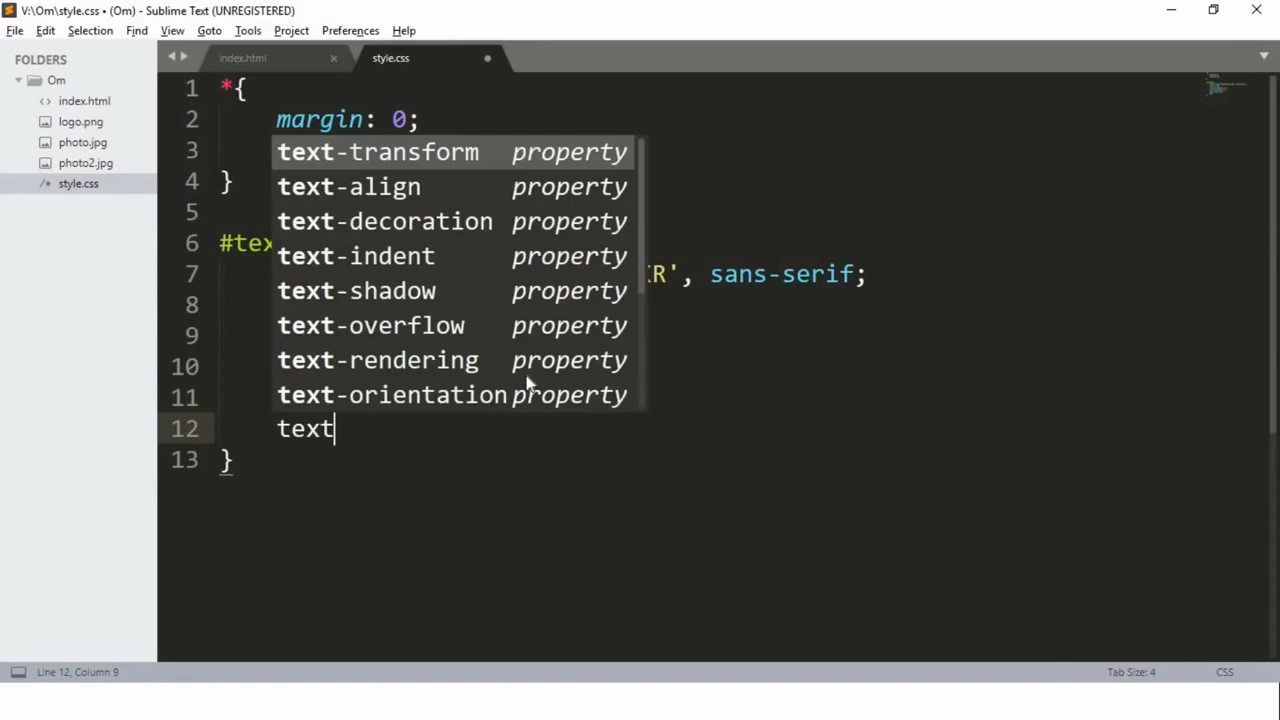 V:\Om\style.css • (Om) - Sublime Text (UNREGISTERED)
File Edit Selection Find View Goto Tools Project Preferences Help
FOLDERS
Om
index.html
logo.png
photo.jpg
photo2.jpg
style.css
index.html style.css
1 *{
2 margin: 0;
3 text-transform property
4 } text-align property
5 text-decoration property
6 #tex text-indent property
7 text-shadow property R', sans-serif;
8 text-overflow property
9
10 text-rendering property
11 text-orientation property
12 text
13 }
Line 12, Column 9 Tab Size: 4 CSS